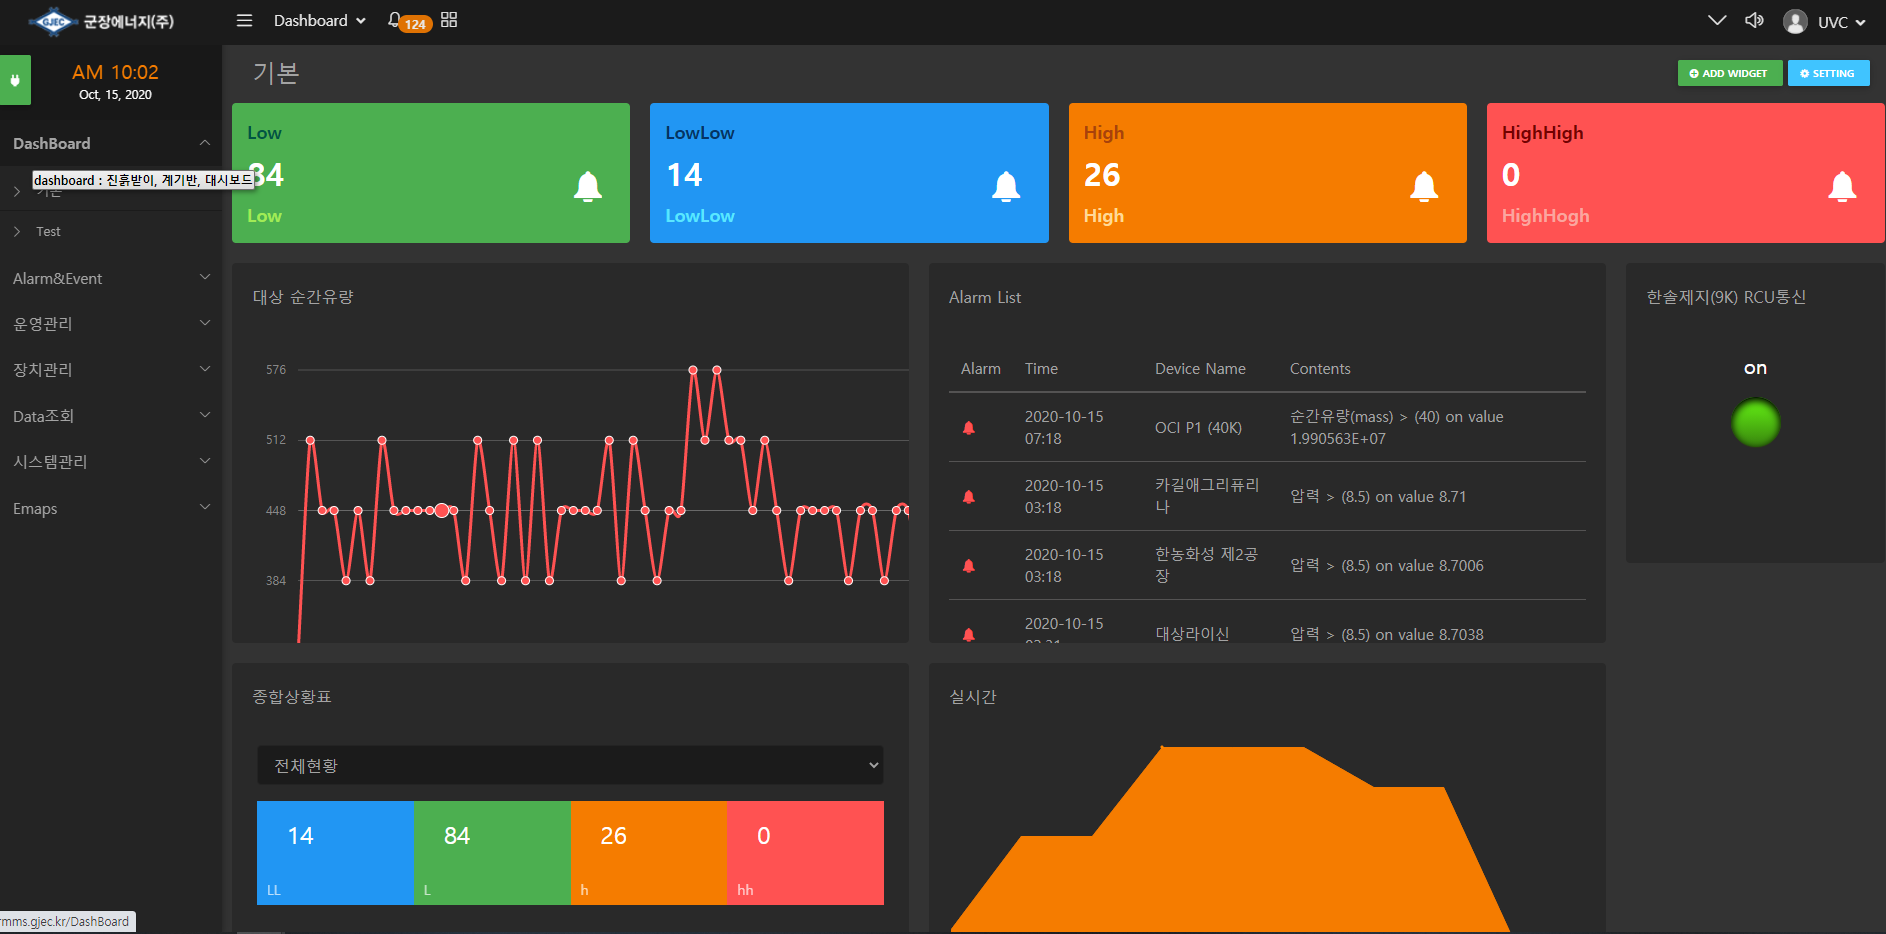 GJEC 군장에너지(주)
Dashboard
124
UVC
AM 10:02
Oct, 15, 2020
DashBoard
dashboard : 진흙받이, 계기반, 대시보드
Test
Alarm&Event
운영관리
장치관리
Data조회
시스템관리
Emaps
기본
ADD WIDGET
SETTING
Low
84
Low
LowLow
14
LowLow
High
26
High
HighHigh
0
HighHogh
대상 순간유량
576
512
448
384
Alarm List
Alarm Time Device Name Contents
2020-10-15
07:18
OCI P1 (40K)
순간유량(mass) > (40) on value
1.990563E+07
2020-10-15
03:18
카길애그리퓨리
나
압력 > (8.5) on value 8.71
2020-10-15
03:18
한농화성 제2공
장
압력 > (8.5) on value 8.7006
2020-10-15
대상라이신
압력 > (8.5) on value 8.7038
한솔제지(9K) RCU통신
on
종합상황표
전체현황
14
LL
84
L
26
h
0
hh
실시간
rmms.gjec.kr/DashBoard